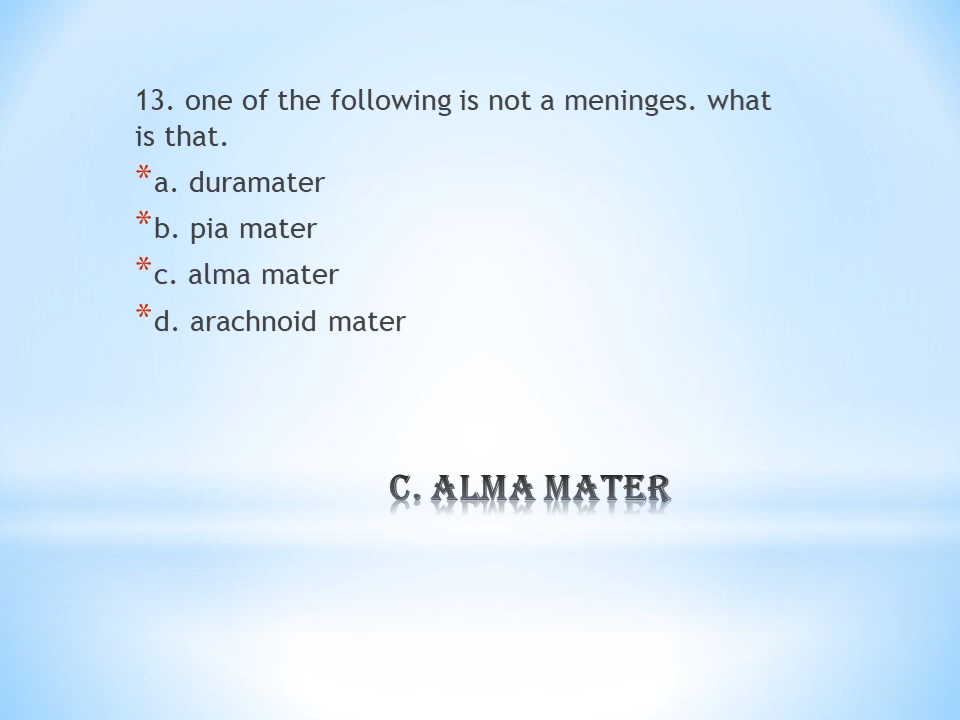 13. one of the following is not a meninges. what
is that.
*a. duramater
*b. pia mater
*c. alma mater
*d. arachnoid mater
C. ALMA MATER